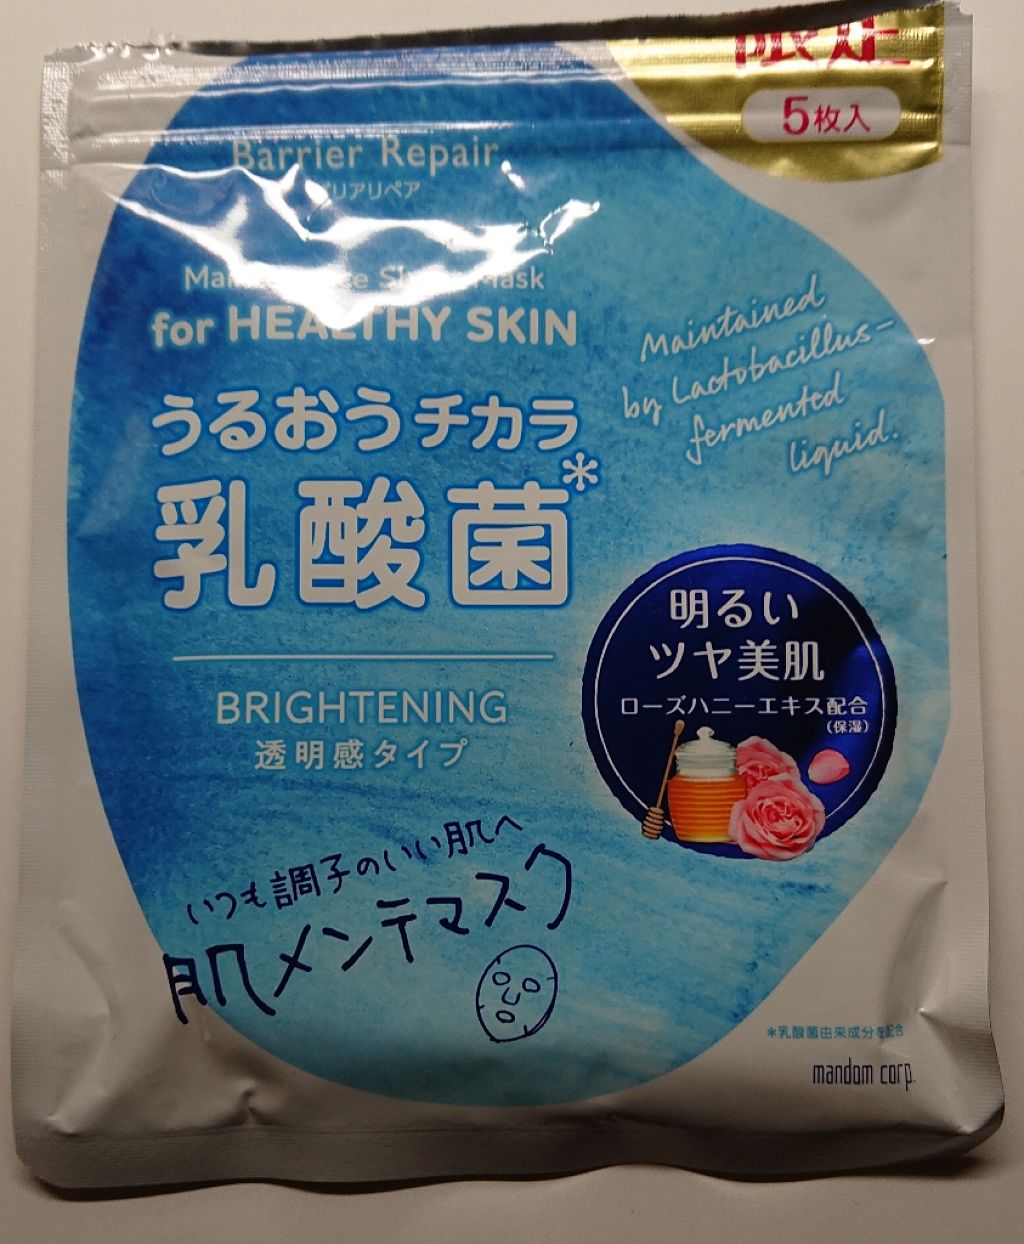 限定
5枚入
Barrier Repair
バリアリペア
Mask
for HEALTHY SKIN
うるおうチカラ
乳酸菌*
BRIGHTENING
透明感タイプ
Maintained
by Lactobacillus-
fermented
liquid.
明るい
ツヤ美肌
ローズハニーエキス配合
(保湿)
いつも調子のいい肌へ
肌メンテマスク
*乳酸菌由来成分を配合
mandom corp.